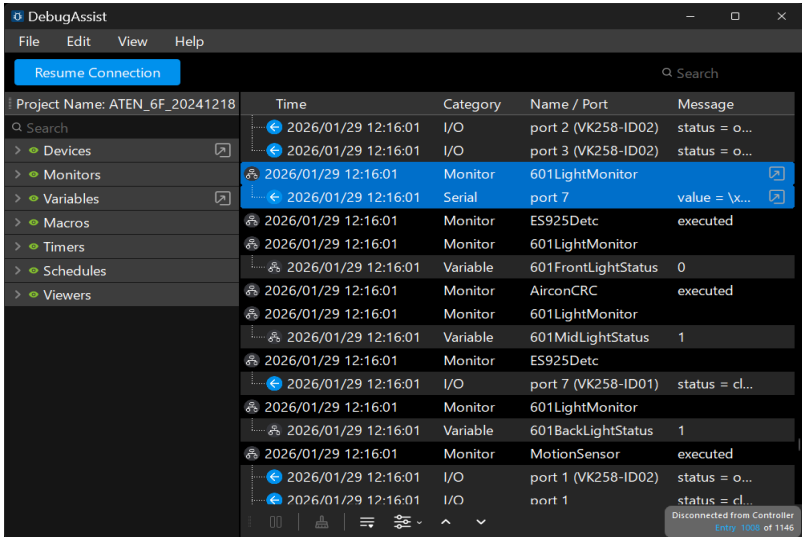 DebugAssist
File Edit View Help
Resume Connection
Search
Project Name: ATEN_6F_20241218
Search
Devices
Monitors
Variables
Macros
Timers
Schedules
Viewers
Time Category Name / Port Message
2026/01/29 12:16:01 I/O port 2 (VK258-ID02) status = o...
2026/01/29 12:16:01 I/O port 3 (VK258-ID02) status = o...
2026/01/29 12:16:01 Monitor 601LightMonitor
2026/01/29 12:16:01 Serial port 7 value = \x...
2026/01/29 12:16:01 Monitor ES925Detc executed
2026/01/29 12:16:01 Monitor 601LightMonitor
2026/01/29 12:16:01 Variable 601FrontLightStatus 0
2026/01/29 12:16:01 Monitor AirconCRC executed
2026/01/29 12:16:01 Monitor 601LightMonitor
2026/01/29 12:16:01 Variable 601MidLightStatus 1
2026/01/29 12:16:01 Monitor ES925Detc
2026/01/29 12:16:01 I/O port 7 (VK258-ID01) status = cl...
2026/01/29 12:16:01 Monitor 601LightMonitor
2026/01/29 12:16:01 Variable 601BackLightStatus 1
2026/01/29 12:16:01 Monitor MotionSensor executed
2026/01/29 12:16:01 I/O port 1 (VK258-ID02) status = o...
2026/01/29 12:16:01 I/O port 1 status = cl...
Disconnected from Controller
Entry: 1008 of 1146